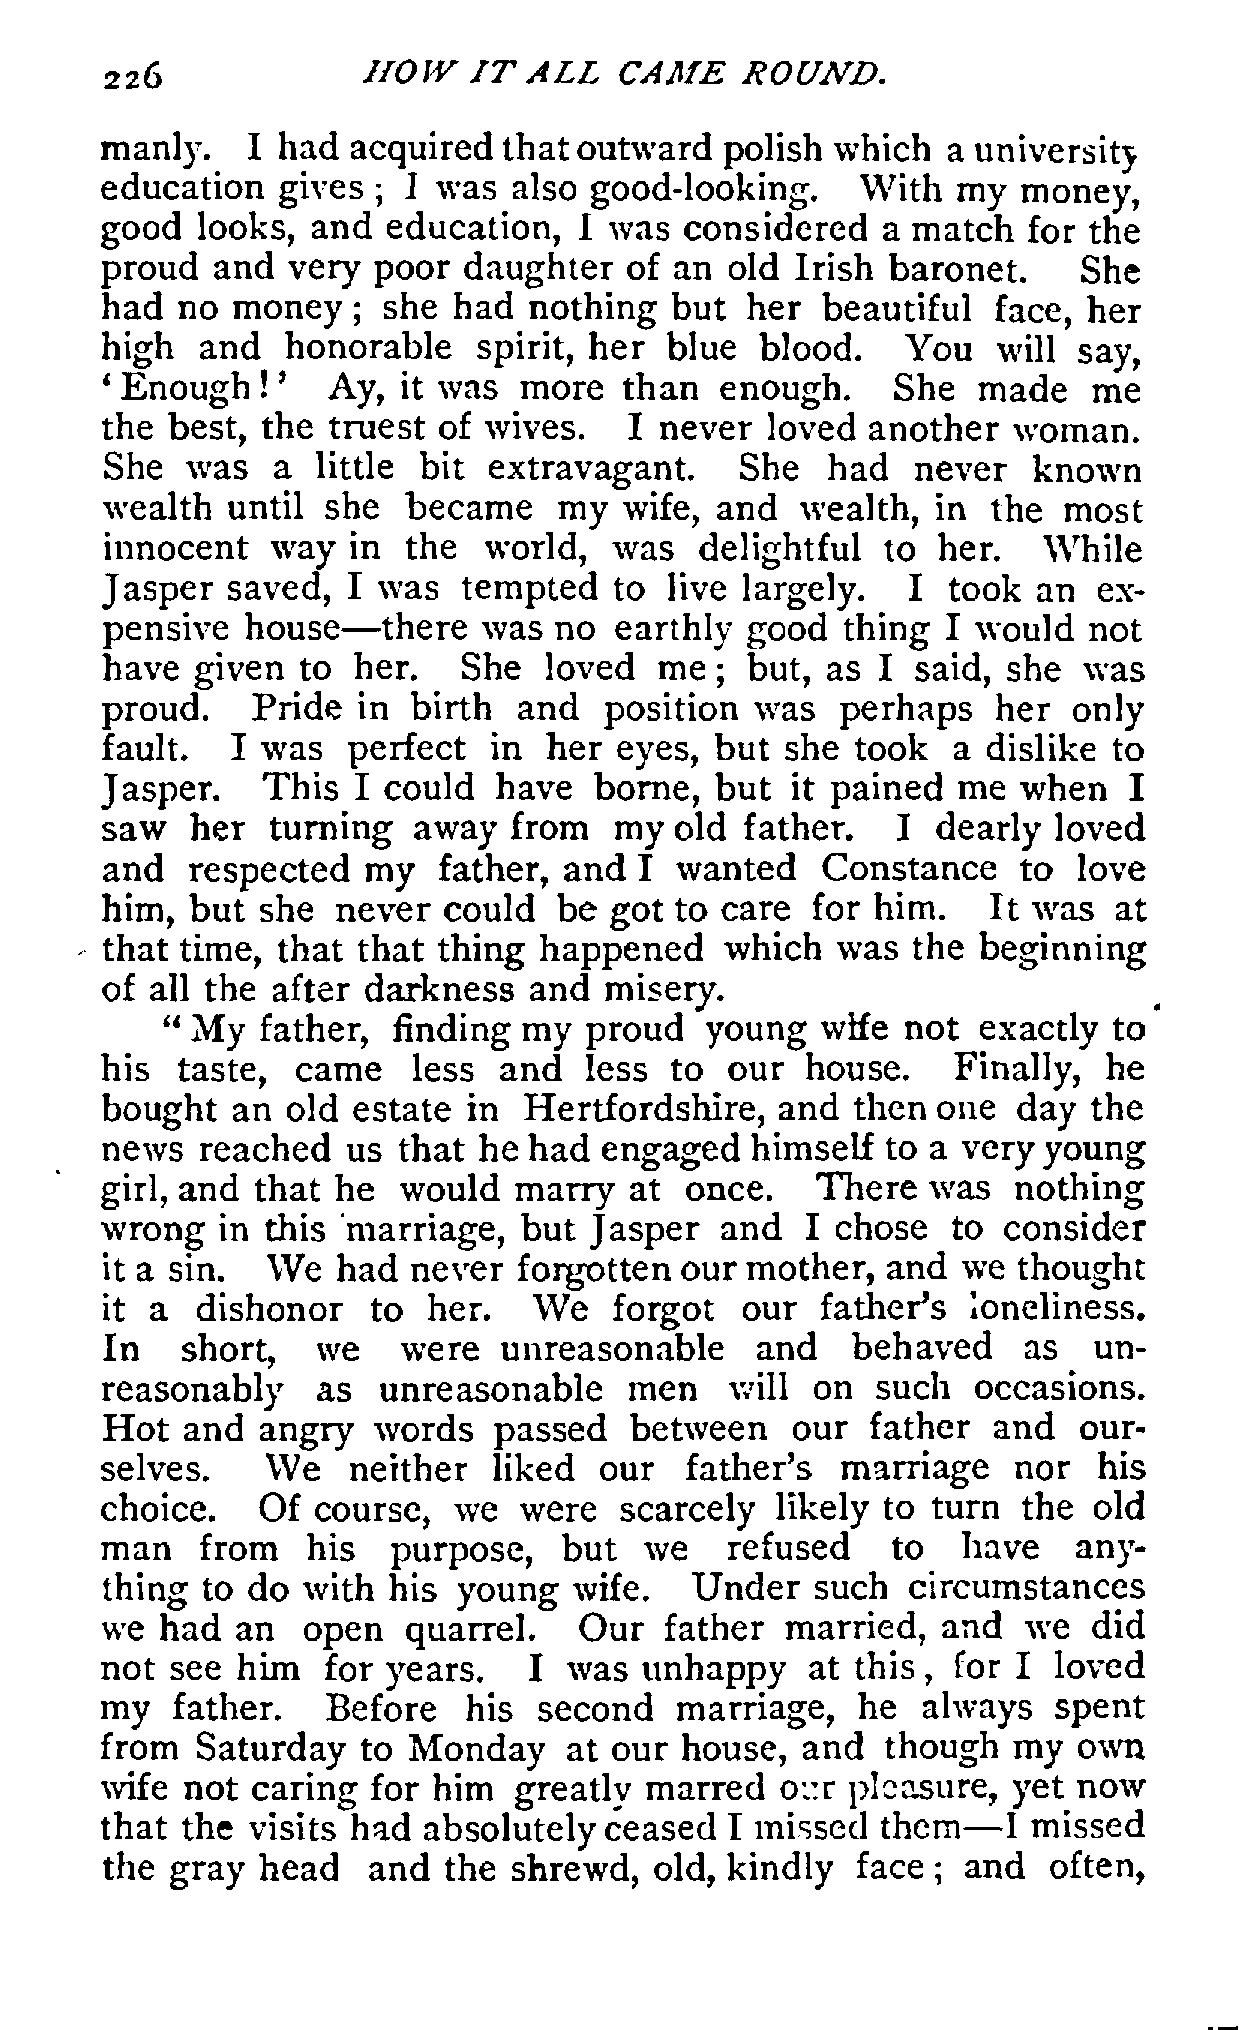 226 HOW IT ALL CAME ROUND.
manly. I had acquired that outward polish which a university
education gives ; I was also good-looking. With my money,
good looks, and education, I was considered a match for the
proud and very poor daughter of an old Irish baronet. She
had no money ; she had nothing but her beautiful face, her
high and honorable spirit, her blue blood. You will say,
‘ Enough ! ’ Ay, it was more than enough. She made me
the best, the truest of wives. I never loved another woman.
She was a little bit extravagant. She had never known
wealth until she became my wife, and wealth, in the most
innocent way in the world, was delightful to her. While
Jasper saved, I was tempted to live largely. I took an ex-
pensive house—there was no earthly good thing I would not
have given to her. She loved me ; but, as I said, she was
proud. Pride in birth and position was perhaps her only
fault. I was perfect in her eyes, but she took a dislike to
Jasper. This I could have borne, but it pained me when I
saw her turning away from my old father. I dearly loved
and respected my father, and I wanted Constance to love
him, but she never could be got to care for him. It was at
that time, that that thing happened which was the beginning
of all the after darkness and misery.
“ My father, finding my proud young wife not exactly to
his taste, came less and less to our house. Finally, he
bought an old estate in Hertfordshire, and then one day the
news reached us that he had engaged himself to a very young
girl, and that he would marry at once. There was nothing
wrong in this marriage, but Jasper and I chose to consider
it a sin. We had never forgotten our mother, and we thought
it a dishonor to her. We forgot our father’s loneliness.
In short, we were unreasonable and behaved as un-
reasonably as unreasonable men will on such occasions.
Hot and angry words passed between our father and our-
selves. We neither liked our father’s marriage nor his
choice. Of course, we were scarcely likely to turn the old
man from his purpose, but we refused to have any-
thing to do with his young wife. Under such circumstances
we had an open quarrel. Our father married, and we did
not see him for years. I was unhappy at this , for I loved
my father. Before his second marriage, he always spent
from Saturday to Monday at our house, and though my own
wife not caring for him greatly marred our pleasure, yet now
that the visits had absolutely ceased I missed them—I missed
the gray head and the shrewd, old, kindly face ; and often,